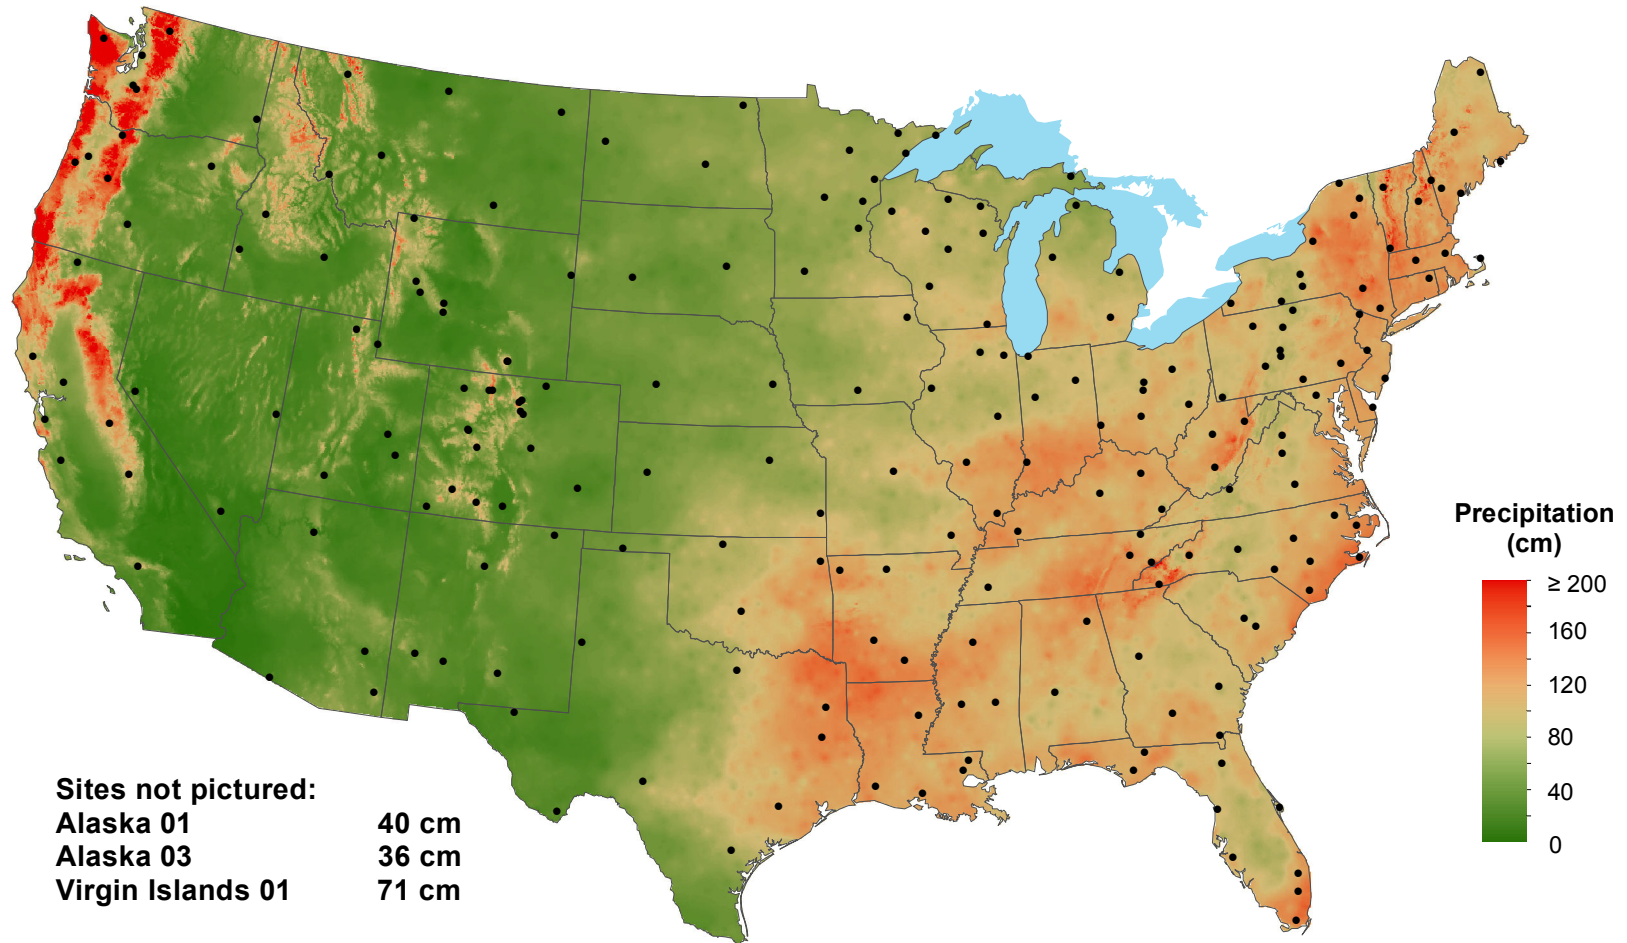 Precipitation
(cm)
≥ 200
160
120
80
40
0
Sites not pictured:
Alaska 01 40 cm
Alaska 03 36 cm
Virgin Islands 01 71 cm